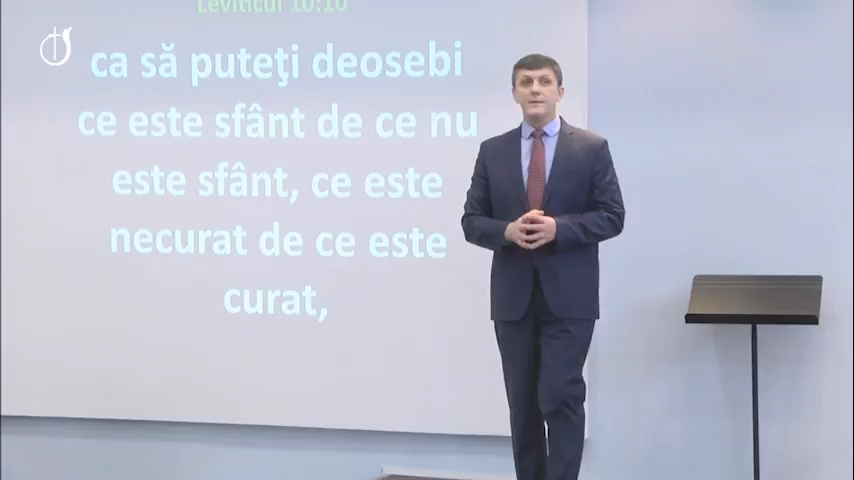 Leviticul 10:10
ca să puteţi deosebi
ce este sfânt de ce nu
este sfânt, ce este
necurat de ce este
curat,